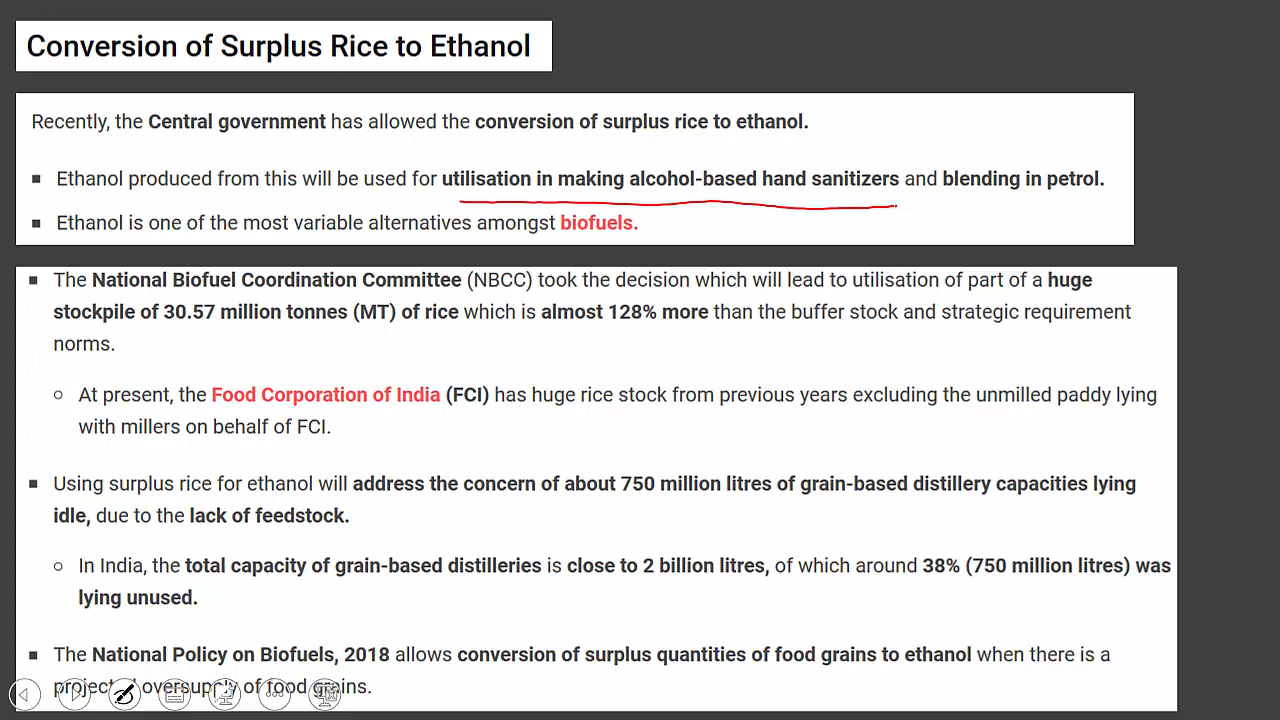 Conversion of Surplus Rice to Ethanol
Recently, the Central government has allowed the conversion of surplus rice to ethanol.
▪ Ethanol produced from this will be used for utilisation in making alcohol-based hand sanitizers and blending in petrol.
▪ Ethanol is one of the most variable alternatives amongst biofuels.
▪ The National Biofuel Coordination Committee (NBCC) took the decision which will lead to utilisation of part of a huge
stockpile of 30.57 million tonnes (MT) of rice which is almost 128% more than the buffer stock and strategic requirement
norms.
○ At present, the Food Corporation of India (FCI) has huge rice stock from previous years excluding the unmilled paddy lying
with millers on behalf of FCI.
▪ Using surplus rice for ethanol will address the concern of about 750 million litres of grain-based distillery capacities lying
idle, due to the lack of feedstock.
○ In India, the total capacity of grain-based distilleries is close to 2 billion litres, of which around 38% (750 million litres) was
lying unused.
▪ The National Policy on Biofuels, 2018 allows conversion of surplus quantities of food grains to ethanol when there is a
projected oversupply of food grains.